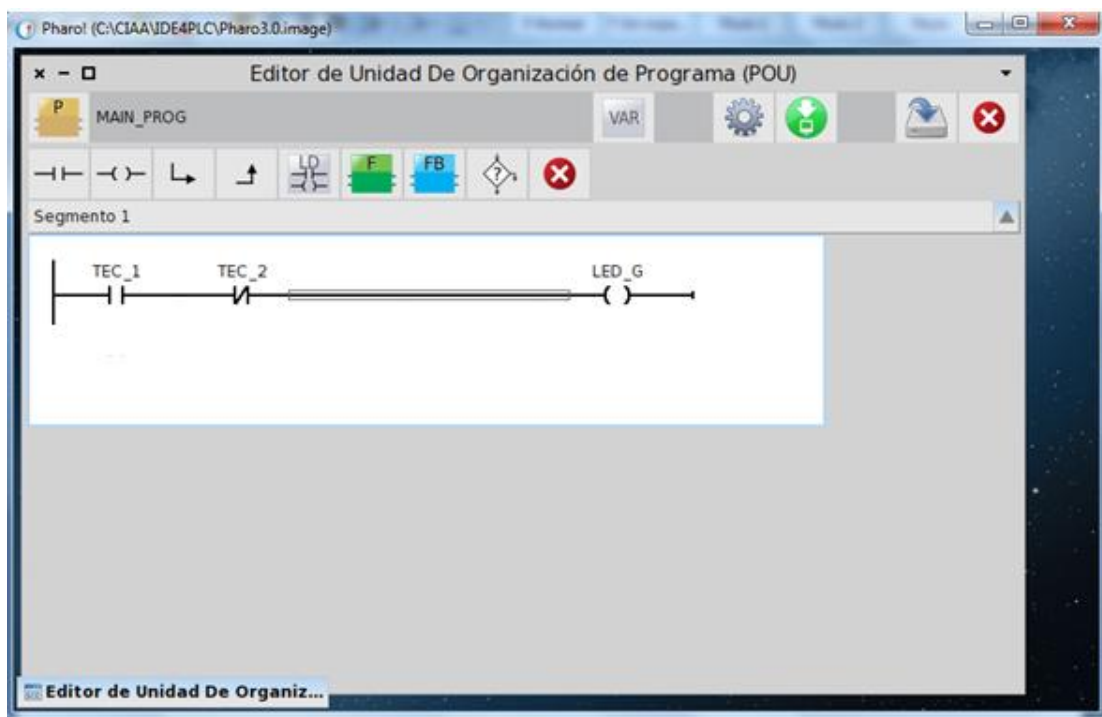 Pharo! (C:\CIAA\IDE4PLC\Pharo3.0.image)
Editor de Unidad De Organización de Programa (POU)
P
MAIN_PROG
VAR
LD
F
FB
?
Segmento 1
TEC_1
TEC_2
LED_G
Editor de Unidad De Organiz...